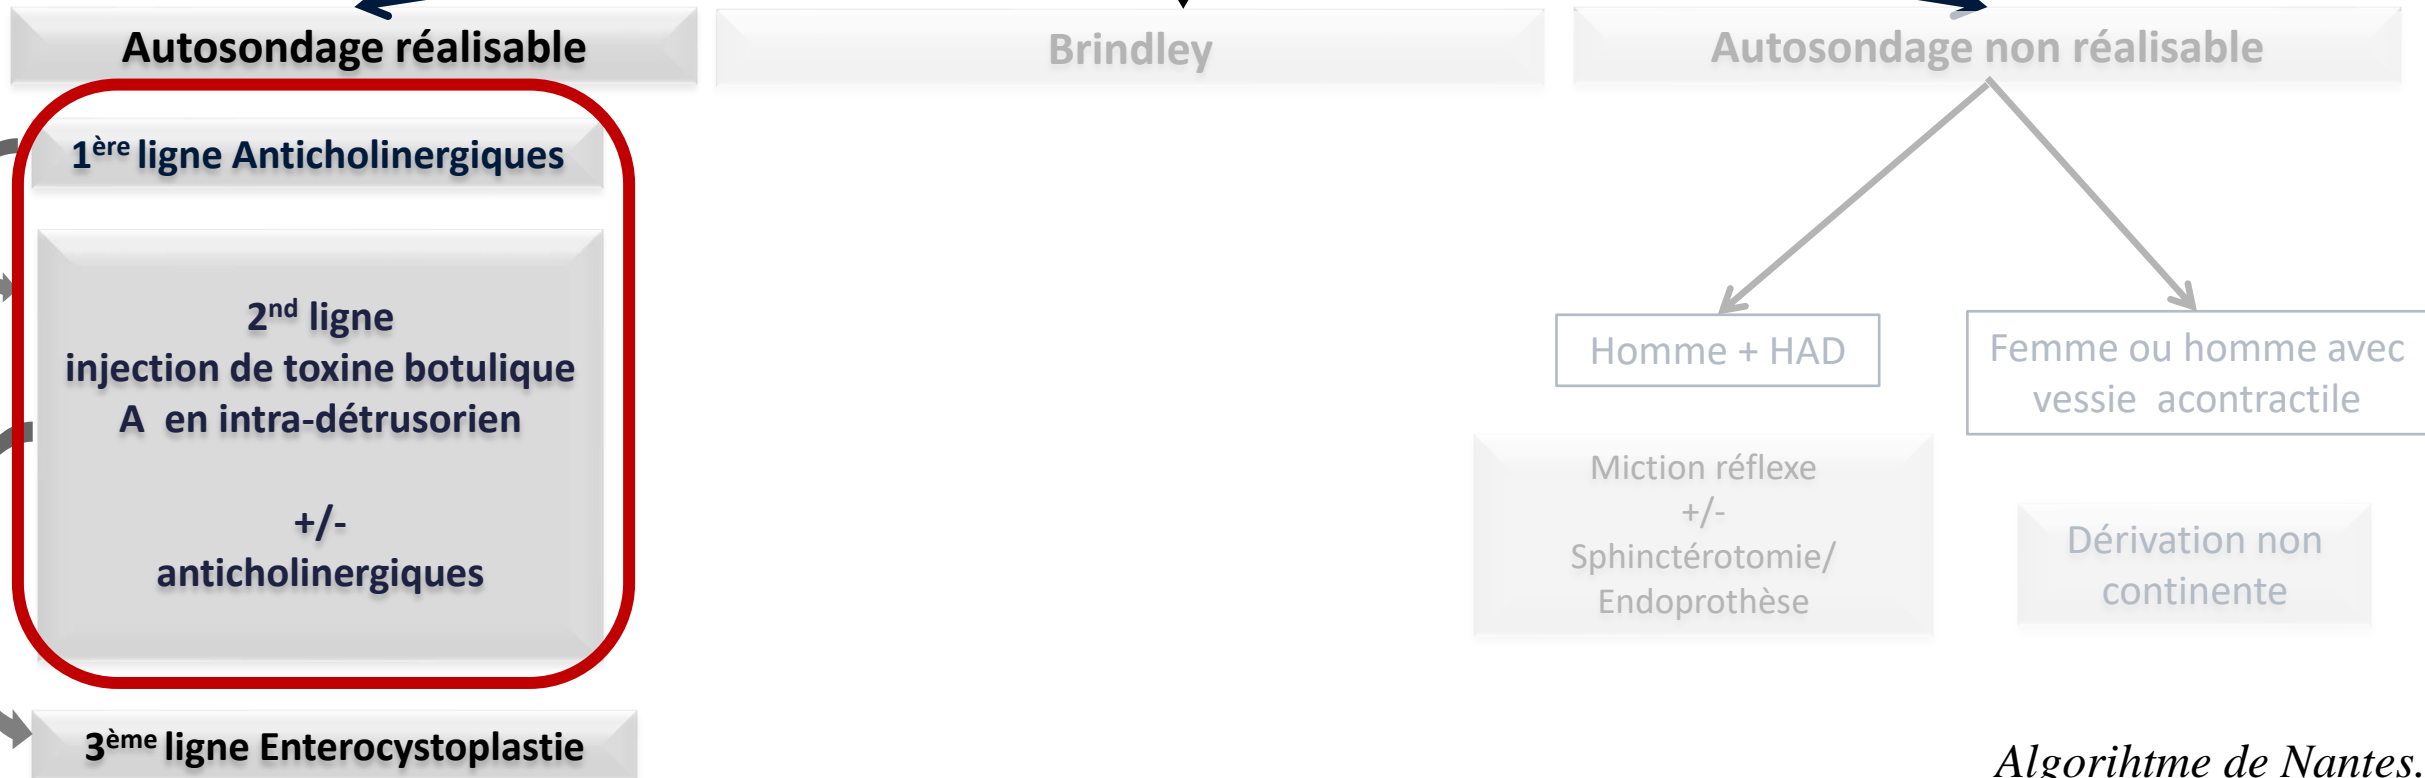 Autosondage réalisable
Brindley
Autosondage non réalisable
1ère ligne Anticholinergiques
2nd ligne
injection de toxine botulique
A en intra-détrusorien
+/-
anticholinergiques
3ème ligne Enterocystoplastie
Homme + HAD
Miction réflexe
+/-
Sphinctérotomie/
Endoprothèse
Femme ou homme avec
vessie acontractile
Dérivation non
continente
Algorihtme de Nantes.